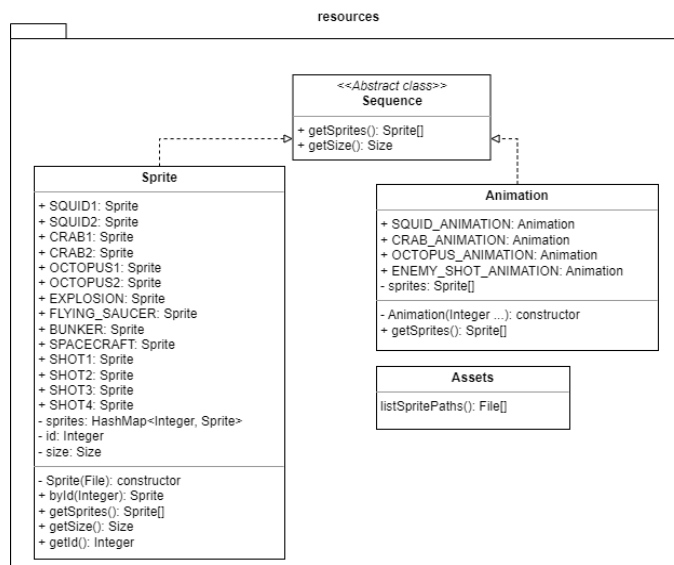 resources
<<Abstract class>>
Sequence
+ getSprites(): Sprite[]
+ getSize(): Size
Sprite
+ SQUID1: Sprite
+ SQUID2: Sprite
+ CRAB1: Sprite
+ CRAB2: Sprite
+ OCTOPUS1: Sprite
+ OCTOPUS2: Sprite
+ EXPLOSION: Sprite
+ FLYING_SAUCER: Sprite
+ BUNKER: Sprite
+ SPACECRAFT: Sprite
+ SHOT1: Sprite
+ SHOT2: Sprite
+ SHOT3: Sprite
+ SHOT4: Sprite
- sprites: HashMap<Integer, Sprite>
- id: Integer
- size: Size
- Sprite(File): constructor
+ byId(Integer): Sprite
+ getSprites(): Sprite[]
+ getSize(): Size
+ getId(): Integer
Animation
+ SQUID_ANIMATION: Animation
+ CRAB_ANIMATION: Animation
+ OCTOPUS_ANIMATION: Animation
+ ENEMY_SHOT_ANIMATION: Animation
- sprites: Sprite[]
- Animation(Integer ...): constructor
+ getSprites(): Sprite[]
Assets
listSpritePaths(): File[]